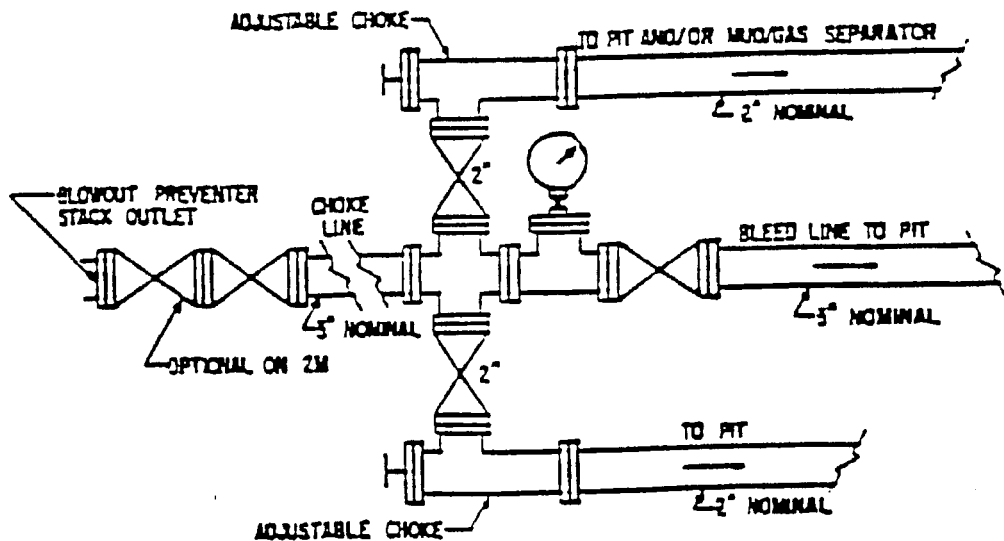 ADJUSTABLE CHOKE
TO PIT AND/OR MUD/GAS SEPARATOR
2" NOMINAL
2"
BLOWOUT PREVENTER
STACK OUTLET
CHOKE
LINE
BLEED LINE TO PIT
3" NOMINAL
3" NOMINAL
OPTIONAL ON 2M
2"
TO PIT
2" NOMINAL
ADJUSTABLE CHOKE